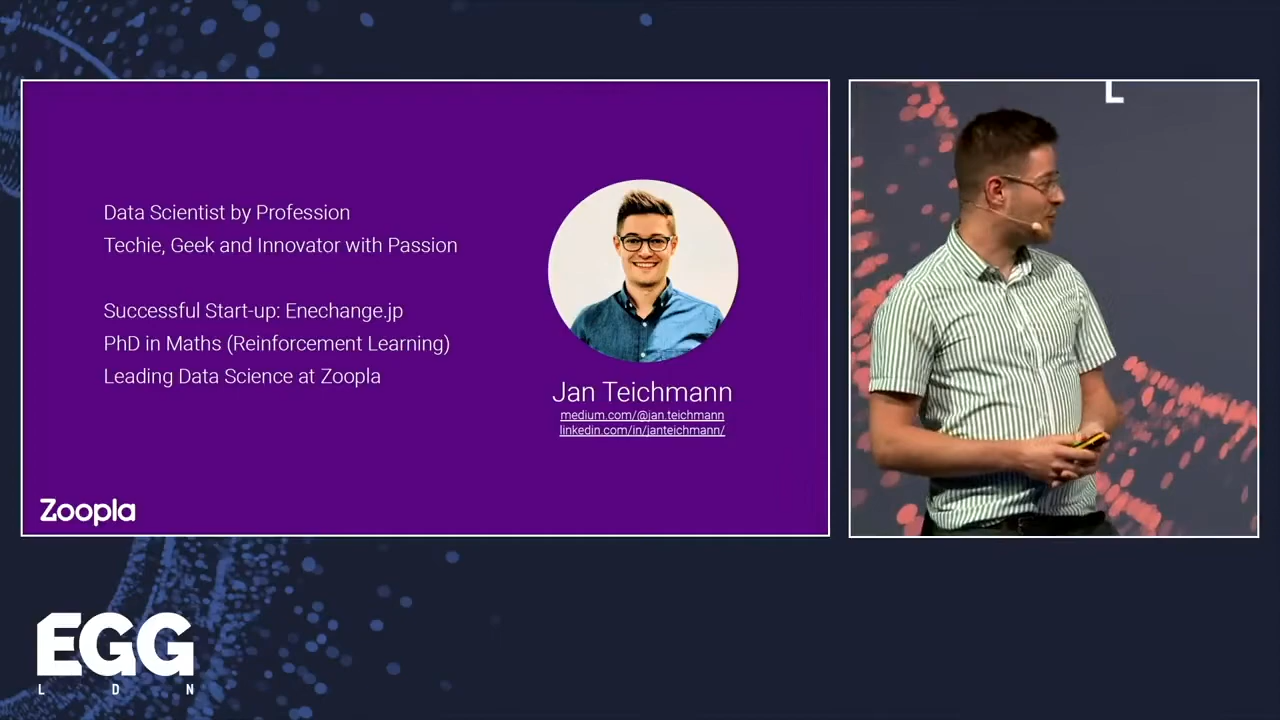 Data Scientist by Profession
Techie, Geek and Innovator with Passion
Successful Start-up: Enechange.jp
PhD in Maths (Reinforcement Learning)
Leading Data Science at Zoopla
Jan Teichmann
medium.com/@jan.teichmann
linkedin.com/in/janteichmann/
Zoopla
L
EGG
L D N